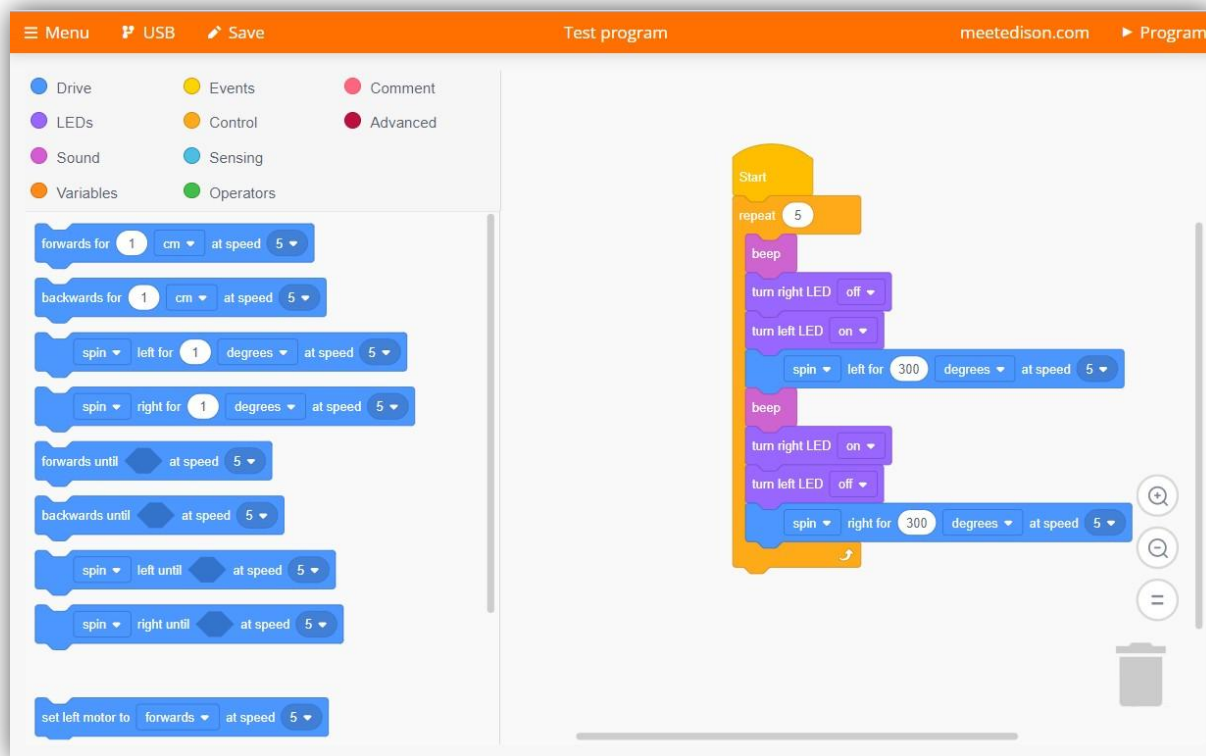 Menu USB Save Test program meetedison.com Program
Drive Events Comment
LEDs Control Advanced
Sound Sensing
Variables Operators
forwards for 1 cm at speed 5
backwards for 1 cm at speed 5
spin left for 1 degrees at speed 5
spin right for 1 degrees at speed 5
forwards until at speed 5
backwards until at speed 5
spin left until at speed 5
spin right until at speed 5
set left motor to forwards at speed 5
Start
repeat 5
beep
turn right LED off
turn left LED on
spin left for 300 degrees at speed 5
beep
turn right LED on
turn left LED off
spin right for 300 degrees at speed 5